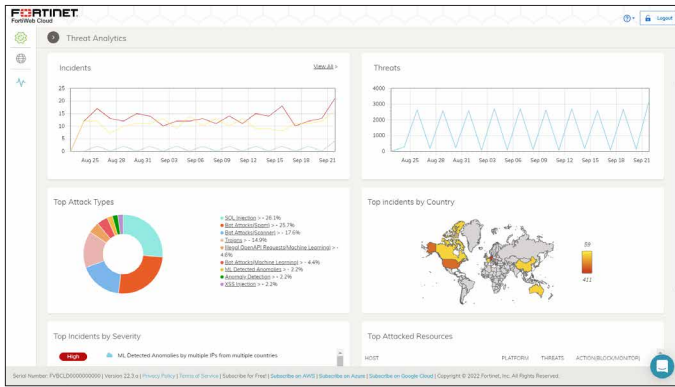 FORTINET
FortiWeb Cloud
Logout
Threat Analytics
Incidents
View All >
25
20
15
10
5
0
Aug 25 Aug 29 Aug 31 Sep 03 Sep 06 Sep 09 Sep 12 Sep 15 Sep 18 Sep 21
Threats
4000
3000
2000
1000
0
Aug 25 Aug 29 Aug 31 Sep 03 Sep 06 Sep 09 Sep 12 Sep 15 Sep 18 Sep 21
Top Attack Types
SQL Injection > - 26.1%
Bot Attacks(Spam) > - 25.7%
Bot Attacks(Scanner) > - 17.6%
Trojans > - 14.9%
Illegal OpenAPI Requests(Machine Learning) > -
4.6%
Bot Attacks(Machine Learning) > - 4.4%
ML Detected Anomalies > - 3.2%
Anomaly Detection > - 2.2%
XSS Injection > - 2.2%
Top incidents by Country
59
411
Top Incidents by Severity
High
ML Detected Anomalies by multiple IPs from multiple countries
Top Attacked Resources
HOST PLATFORM THREATS ACTION(BLOCK/MONITOR)
Serial Number: FVBCLD0000000000 | Version 22.3.a | Privacy Policy | Terms of Service | Subscribe for Free! | Subscribe on AWS | Subscribe on Azure | Subscribe on Google Cloud | Copyright © 2022 Fortinet, Inc. All Rights Reserved.